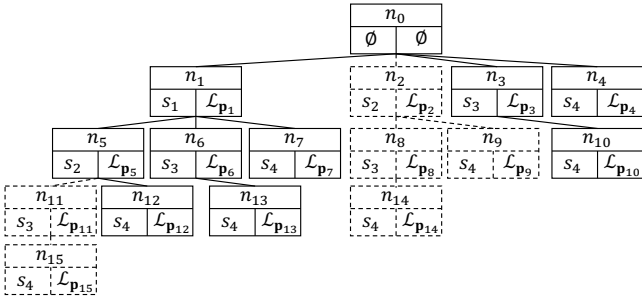 n₀
∅ ∅
n₁ n₂ n₃ n₄
s₁ ℒ𝐩₁ s₂ ℒ𝐩₂ s₃ ℒ𝐩₃ s₄ ℒ𝐩₄
n₅ n₆ n₇ n₈ n₉ n₁₀
s₂ ℒ𝐩₅ s₃ ℒ𝐩₆ s₄ ℒ𝐩₇ s₃ ℒ𝐩₈ s₄ ℒ𝐩₉ s₄ ℒ𝐩₁₀
n₁₁ n₁₂ n₁₃ n₁₄
s₃ ℒ𝐩₁₁ s₄ ℒ𝐩₁₂ s₄ ℒ𝐩₁₃ s₄ ℒ𝐩₁₄
n₁₅
s₄ ℒ𝐩₁₅